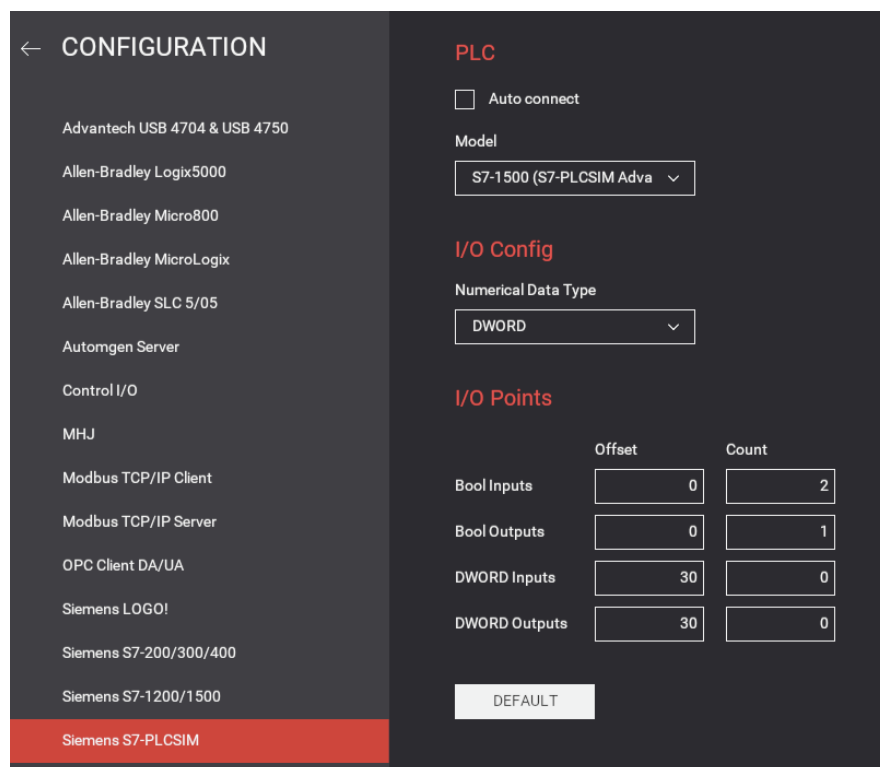 ← CONFIGURATION
Advantech USB 4704 & USB 4750
Allen-Bradley Logix5000
Allen-Bradley Micro800
Allen-Bradley MicroLogix
Allen-Bradley SLC 5/05
Automgen Server
Control I/O
MHJ
Modbus TCP/IP Client
Modbus TCP/IP Server
OPC Client DA/UA
Siemens LOGO!
Siemens S7-200/300/400
Siemens S7-1200/1500
Siemens S7-PLCSIM
PLC
Auto connect
Model
S7-1500 (S7-PLCSIM Adva
I/O Config
Numerical Data Type
DWORD
I/O Points
Offset Count
Bool Inputs 0 2
Bool Outputs 0 1
DWORD Inputs 30 0
DWORD Outputs 30 0
DEFAULT